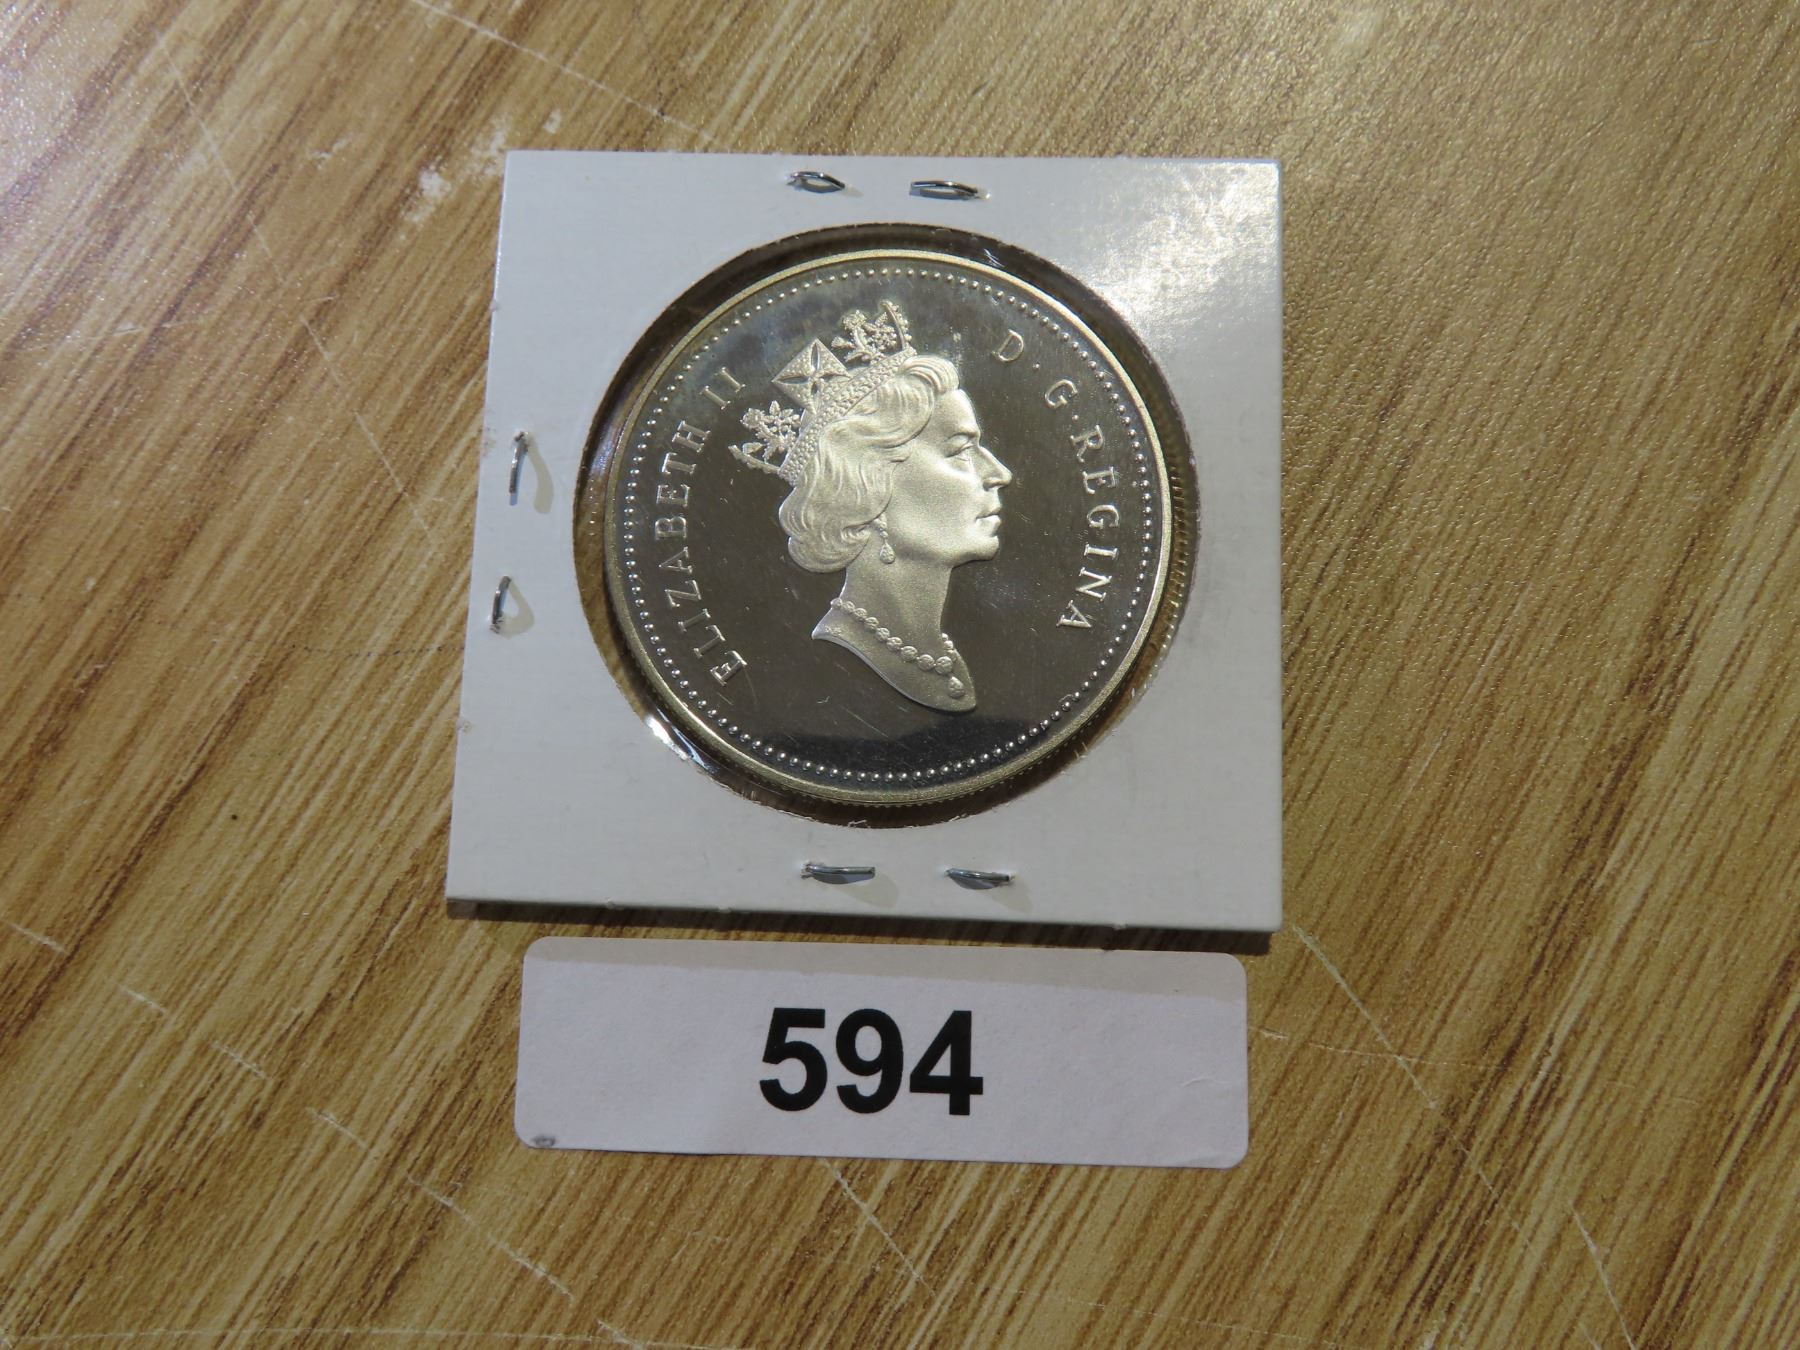 ELIZABETH II
D · G · REGINA
594